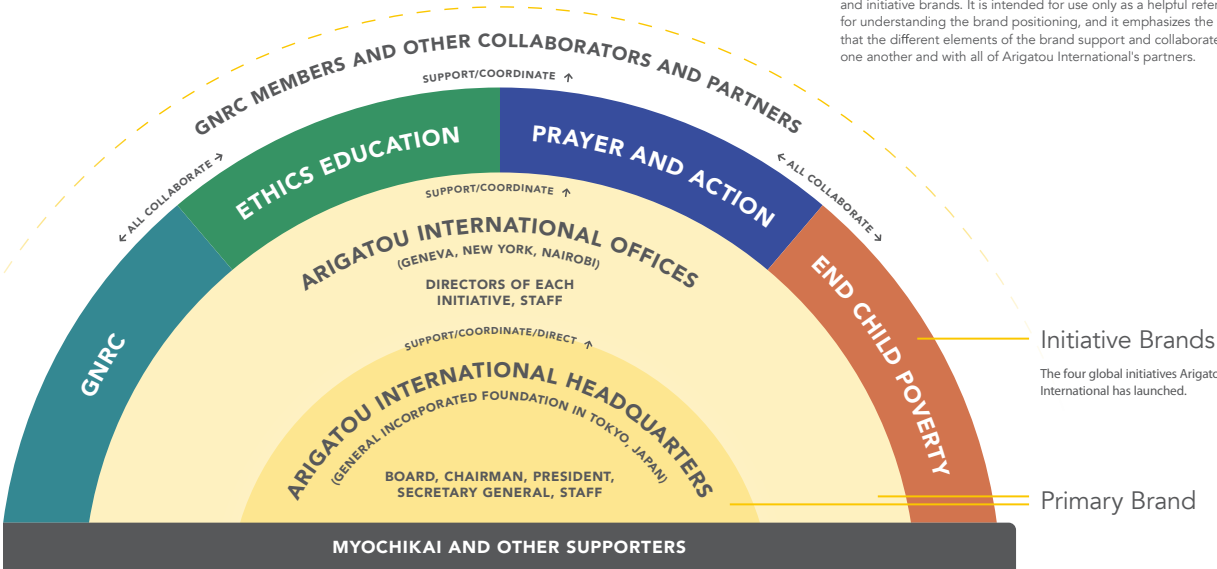 and initiative brands. It is intended for use only as a helpful
for understanding the brand positioning, and it emphasizes the
that the different elements of the brand support and collaborate
one another and with all of Arigatou International's partners.
GNRC MEMBERS AND OTHER COLLABORATORS AND PARTNERS
SUPPORT/COORDINATE ↑
← ALL COLLABORATE →
← ALL COLLABORATE →
GNRC
ETHICS EDUCATION
PRAYER AND ACTION
END CHILD POVERTY
SUPPORT/COORDINATE ↑
ARIGATOU INTERNATIONAL OFFICES
(GENEVA, NEW YORK, NAIROBI)
DIRECTORS OF EACH
INITIATIVE, STAFF
SUPPORT/COORDINATE/DIRECT ↑
ARIGATOU INTERNATIONAL HEADQUARTERS
(GENERAL INCORPORATED FOUNDATION IN TOKYO, JAPAN)
BOARD, CHAIRMAN, PRESIDENT,
SECRETARY GENERAL, STAFF
MYOCHIKAI AND OTHER SUPPORTERS
Initiative Brands
The four global initiatives
International has launched.
Primary Brand